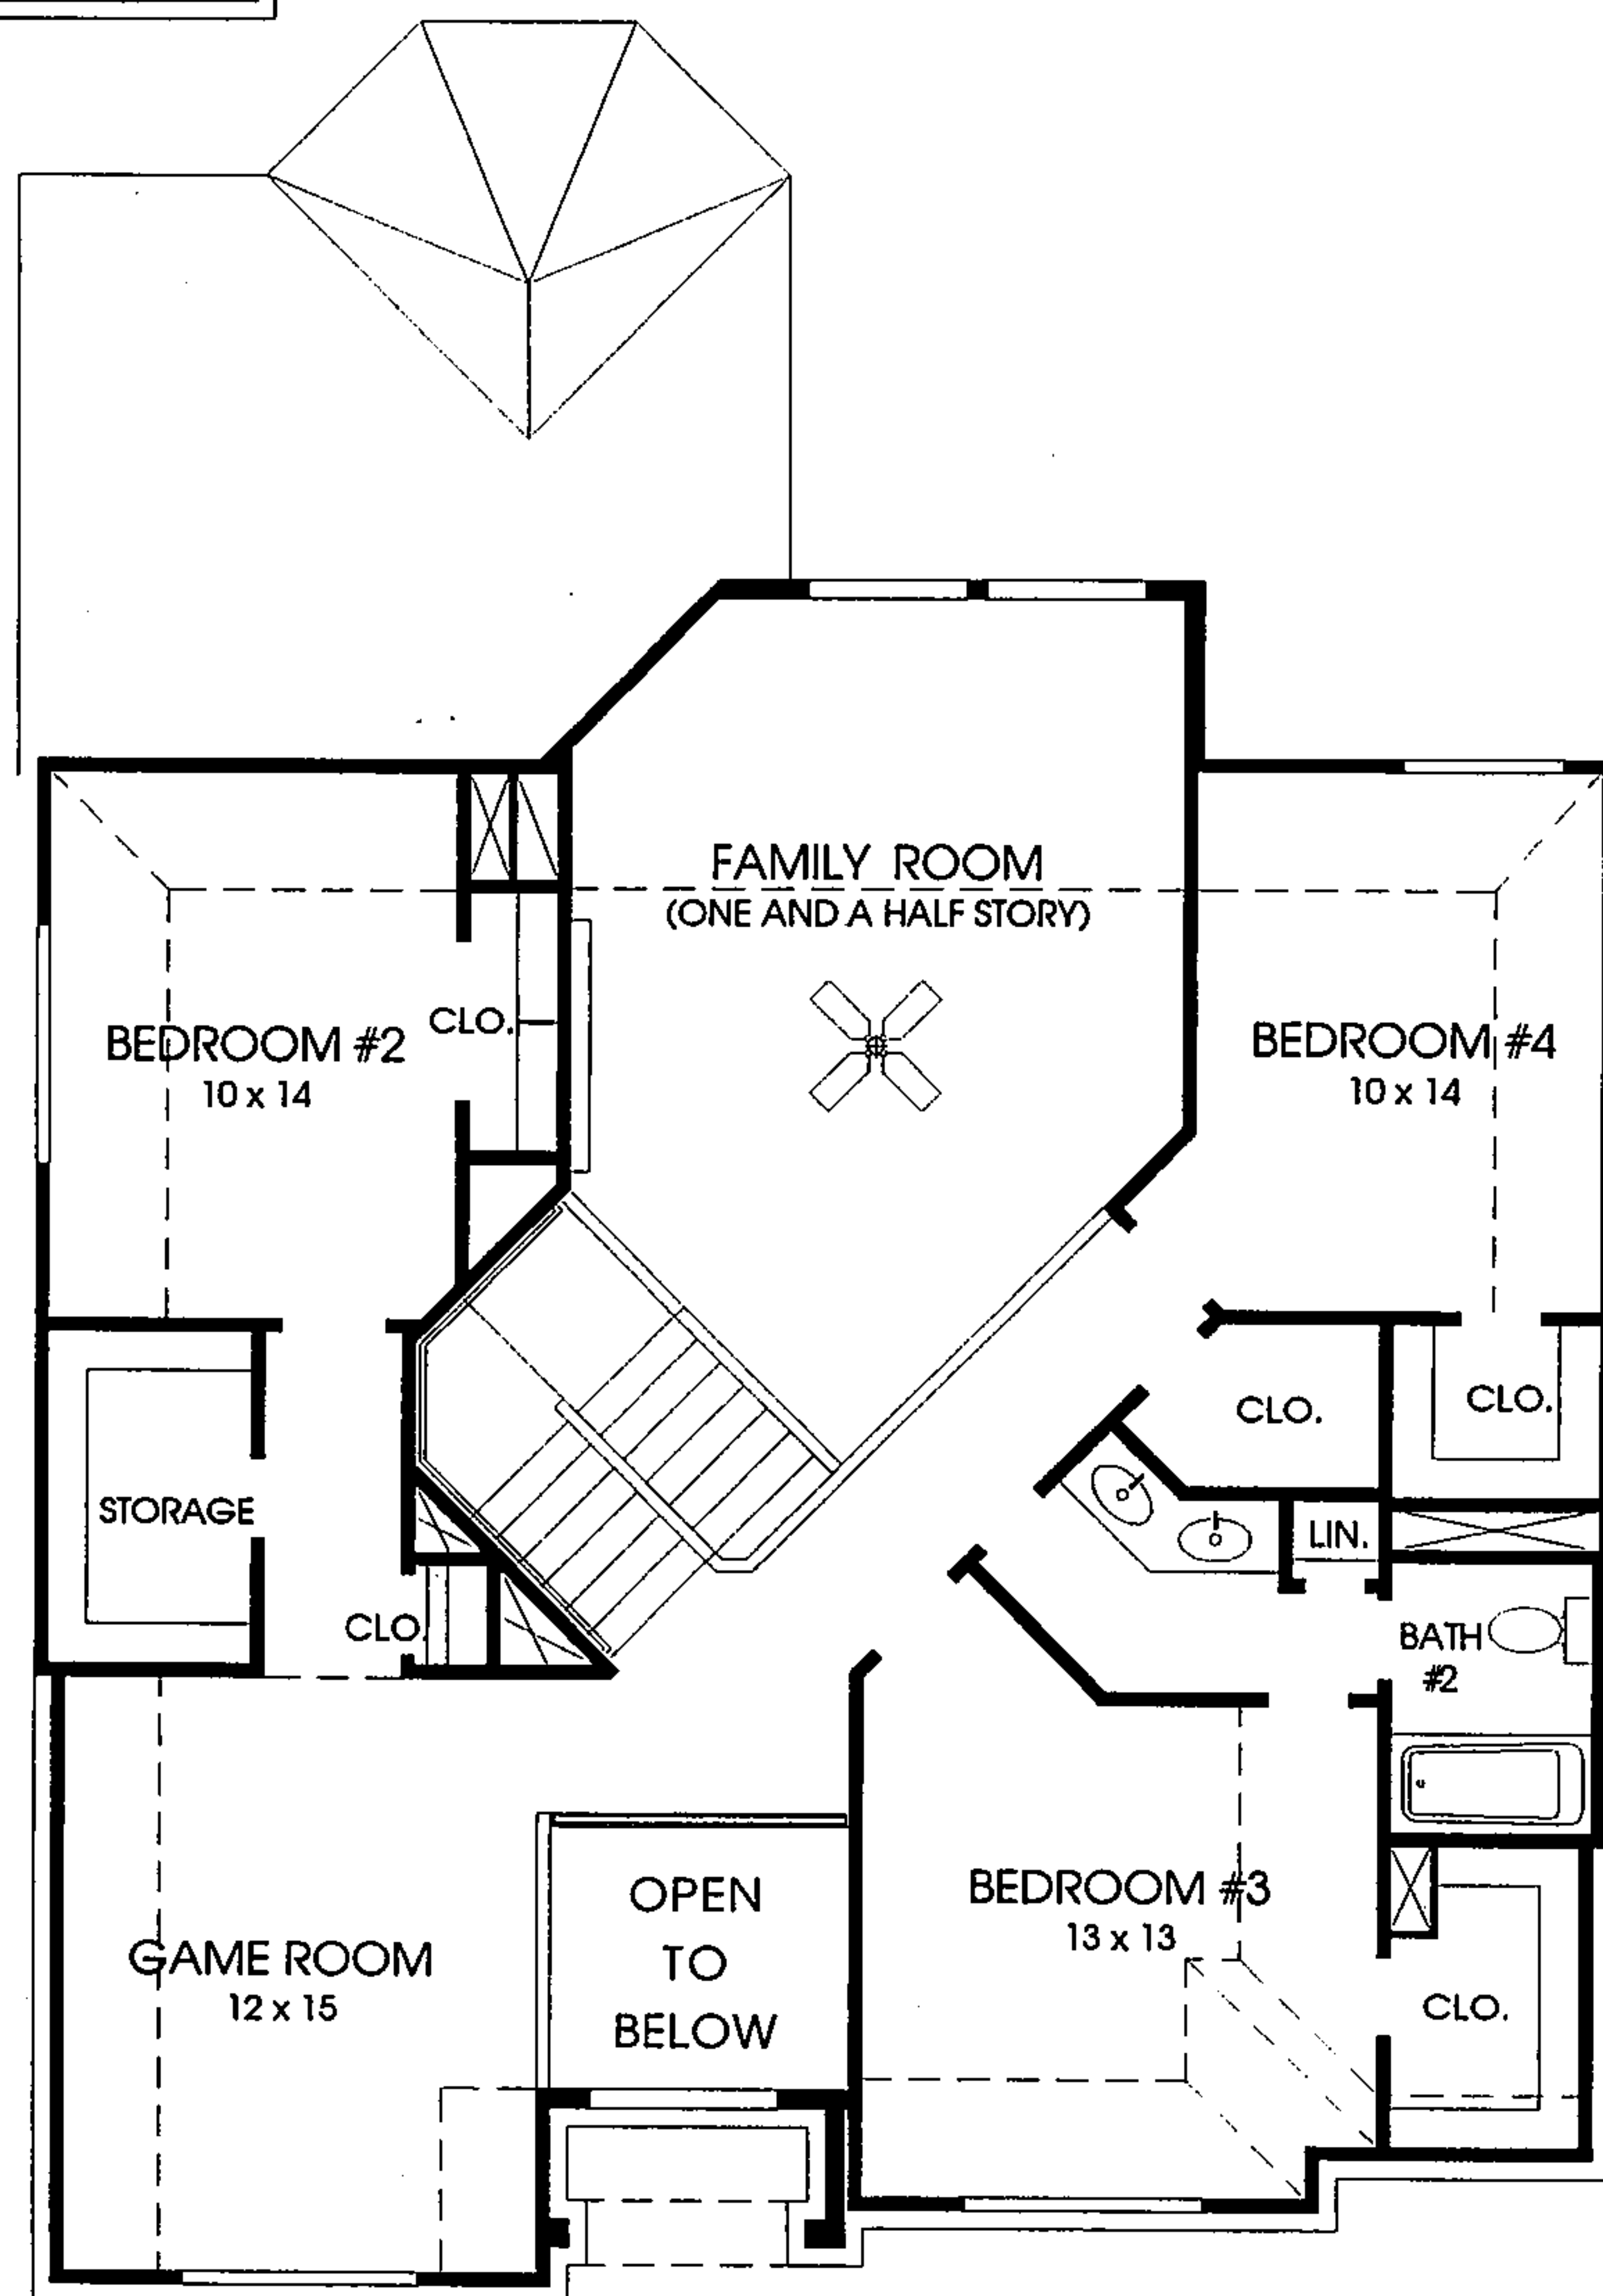 FAMILY ROOM
(ONE AND A HALF STORY)
BEDROOM #2
10 x 14
CLO.
BEDROOM #4
10 x 14
CLO.
CLO.
STORAGE
LIN.
CLO.
BATH
#2
OPEN
TO
BELOW
BEDROOM #3
13 x 13
GAME ROOM
12 x 15
CLO.